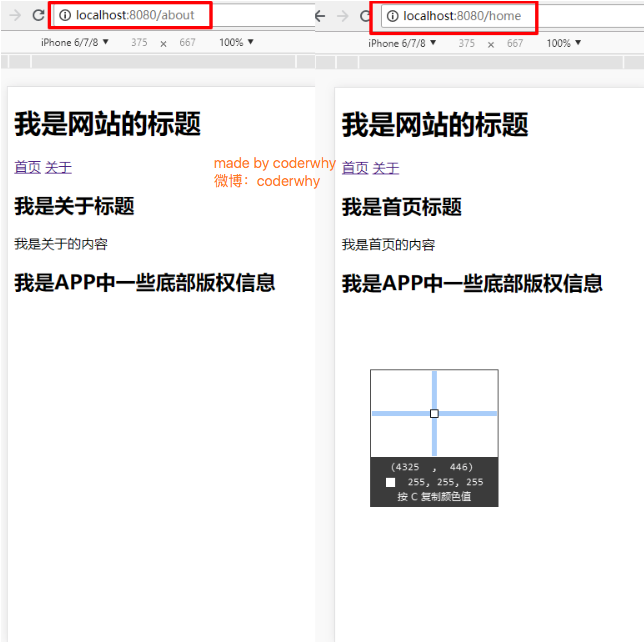 localhost:8080/about
iPhone 6/7/8 ▼ 375 × 667 100% ▼
我是网站的标题
首页 关于
我是关于标题
我是关于的内容
我是APP中一些底部版权信息
made by coderwhy
微博：coderwhy
localhost:8080/home
iPhone 6/7/8 ▼ 375 × 667 100% ▼
我是网站的标题
首页 关于
我是首页标题
我是首页的内容
我是APP中一些底部版权信息
(4325 , 446)
255, 255, 255
按 C 复制颜色值